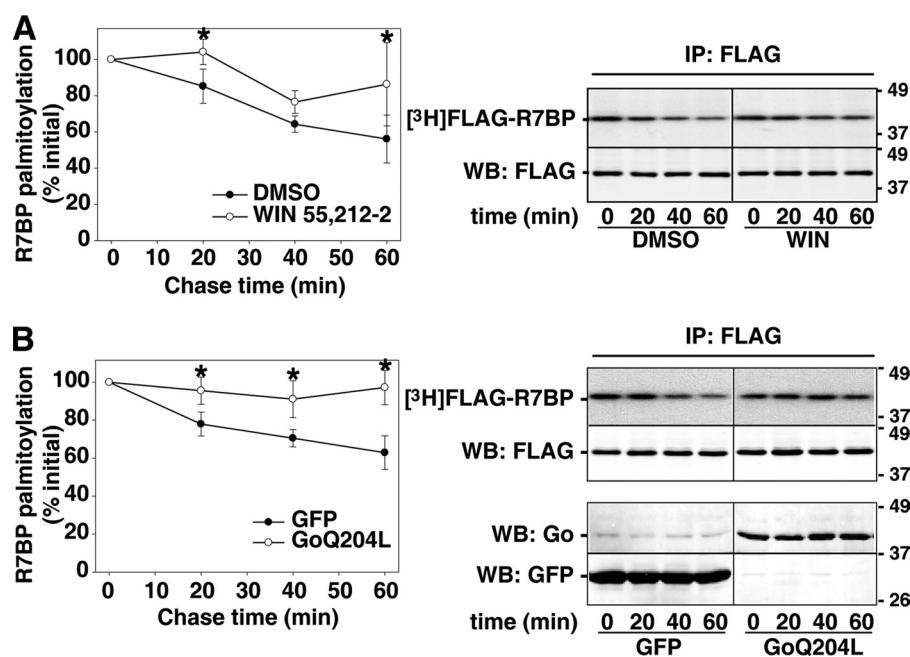 A
R7BP palmitoylation
(% initial)
100
80
60
40
20
0
*
*
DMSO
WIN 55,212-2
0 10 20 30 40 50 60
Chase time (min)
IP: FLAG
[³H]FLAG-R7BP
WB: FLAG
49
37
49
37
time (min) 0 20 40 60 0 20 40 60
DMSO WIN
B
R7BP palmitoylation
(% initial)
100
80
60
40
20
0
*
*
*
GFP
GoQ204L
0 10 20 30 40 50 60
Chase time (min)
IP: FLAG
[³H]FLAG-R7BP
WB: FLAG
49
37
49
37
WB: Go
WB: GFP
49
37
26
time (min) 0 20 40 60 0 20 40 60
GFP GoQ204L